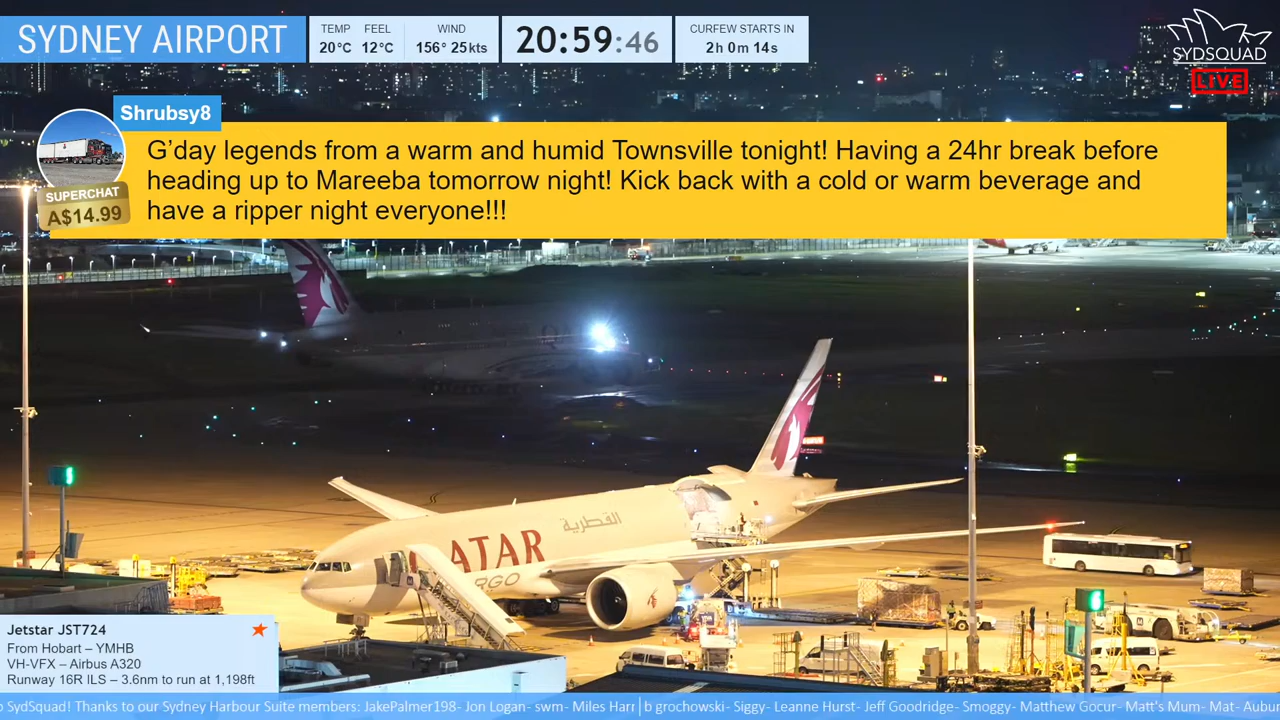 SYDNEY AIRPORT
TEMP FEEL WIND
20°C 12°C 156° 25kts
20:59:46
CURFEW STARTS IN
2h 0m 14s
SYDSQUAD
LIVE
Shrubsy8
G'day legends from a warm and humid Townsville tonight! Having a 24hr break before
heading up to Mareeba tomorrow night! Kick back with a cold or warm beverage and
have a ripper night everyone!!!
SUPERCHAT
A$14.99
QATAR
القطرية
CARGO
Jetstar JST724
From Hobart – YMHB
VH-VFX – Airbus A320
Runway 16R ILS – 3.6nm to run at 1,198ft
SydSquad! Thanks to our Sydney Harbour Suite members: JakePalmer198- Jon Logan- swm- Miles Harr b grochowski- Siggy- Leanne Hurst- Jeff Goodridge- Smoggy- Matthew Gocur- Matt's Mum- Mat- Aubur